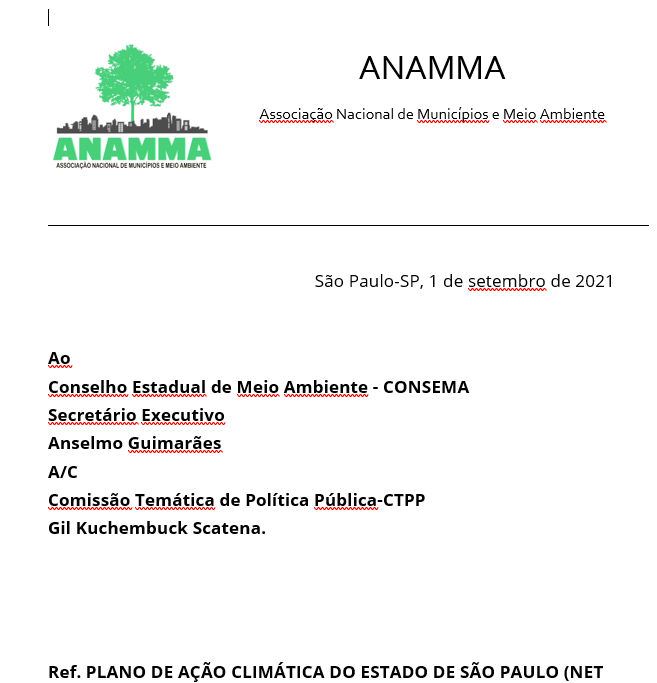 ANAMMA
Associação Nacional de Municípios e Meio Ambiente
ANAMMA
ASSOCIAÇÃO NACIONAL DE MUNICÍPIOS E MEIO AMBIENTE
São Paulo-SP, 1 de setembro de 2021
Ao
Conselho Estadual de Meio Ambiente - CONSEMA
Secretário Executivo
Anselmo Guimarães
A/C
Comissão Temática de Política Pública-CTPP
Gil Kuchembuck Scatena.
Ref. PLANO DE AÇÃO CLIMÁTICA DO ESTADO DE SÃO PAULO (NET